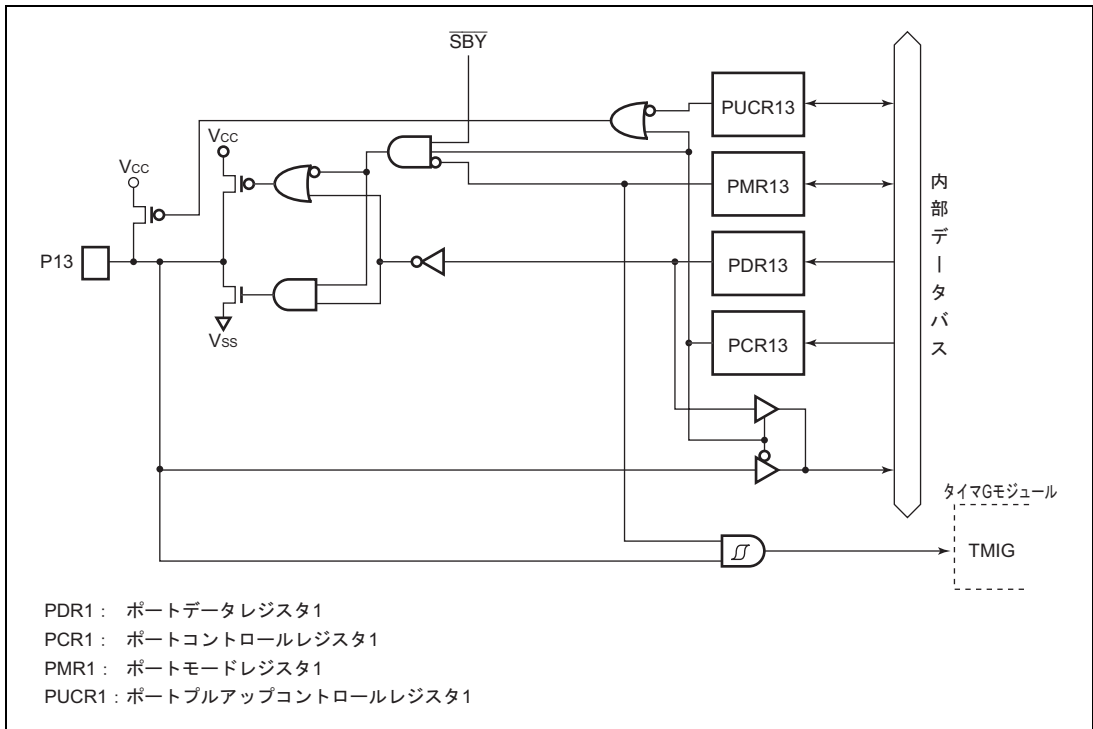 SBY
PUCR13
VCC
VCC
PMR13
P13
PDR13
VSS
PCR13
内部データバス
タイマGモジュール
TMIG
PDR1： ポートデータレジスタ1
PCR1： ポートコントロールレジスタ1
PMR1： ポートモードレジスタ1
PUCR1：ポートプルアップコントロールレジスタ1